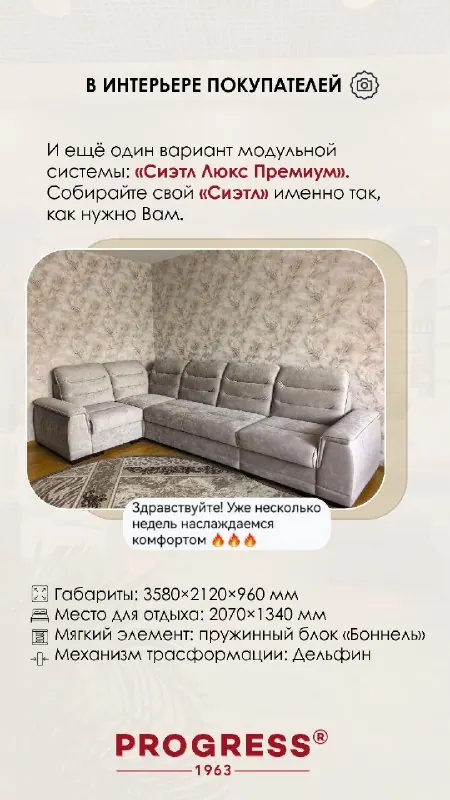 В ИНТЕРЬЕРЕ ПОКУПАТЕЛЕЙ
И ещё один вариант модульной
системы: «Сиэтл Люкс Премиум».
Собирайте свой «Сиэтл» именно так,
как нужно Вам.
Здравствуйте! Уже несколько
недель наслаждаемся
комфортом 🔥🔥🔥
Габариты: 3580×2120×960 мм
Место для отдыха: 2070×1340 мм
Мягкий элемент: пружинный блок «Боннель»
Механизм трасформации: Дельфин
PROGRESS®
1963